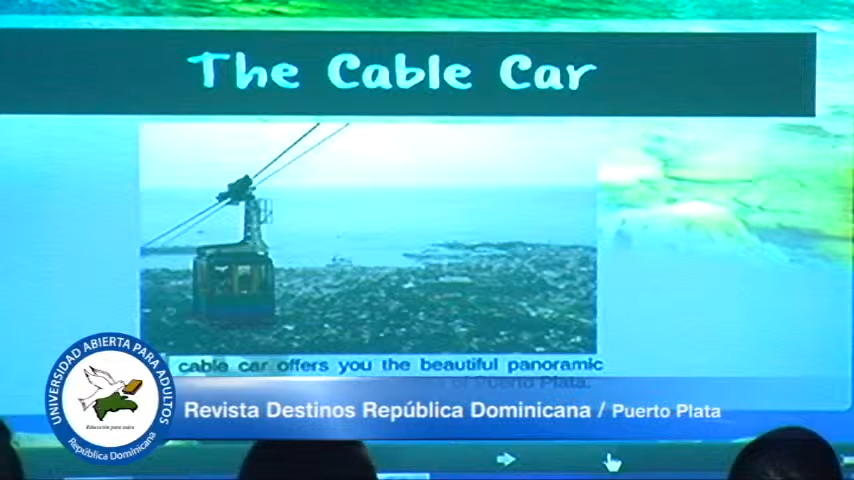 The Cable Car
cable car offers you the beautiful panoramic
of Puerto Plata.
Revista Destinos República Dominicana / Puerto Plata
UNIVERSIDAD ABIERTA PARA ADULTOS
Educación para todos
República Dominicana